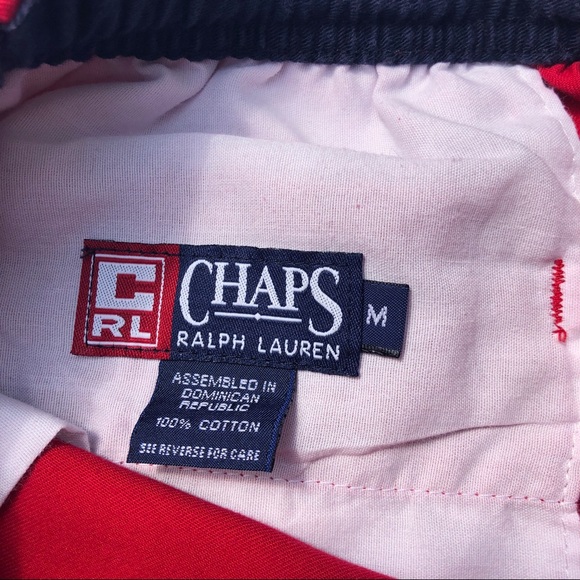 C
RL
CHAPS
RALPH LAUREN
M
ASSEMBLED IN
DOMINICAN
REPUBLIC
100% COTTON
SEE REVERSE FOR CARE